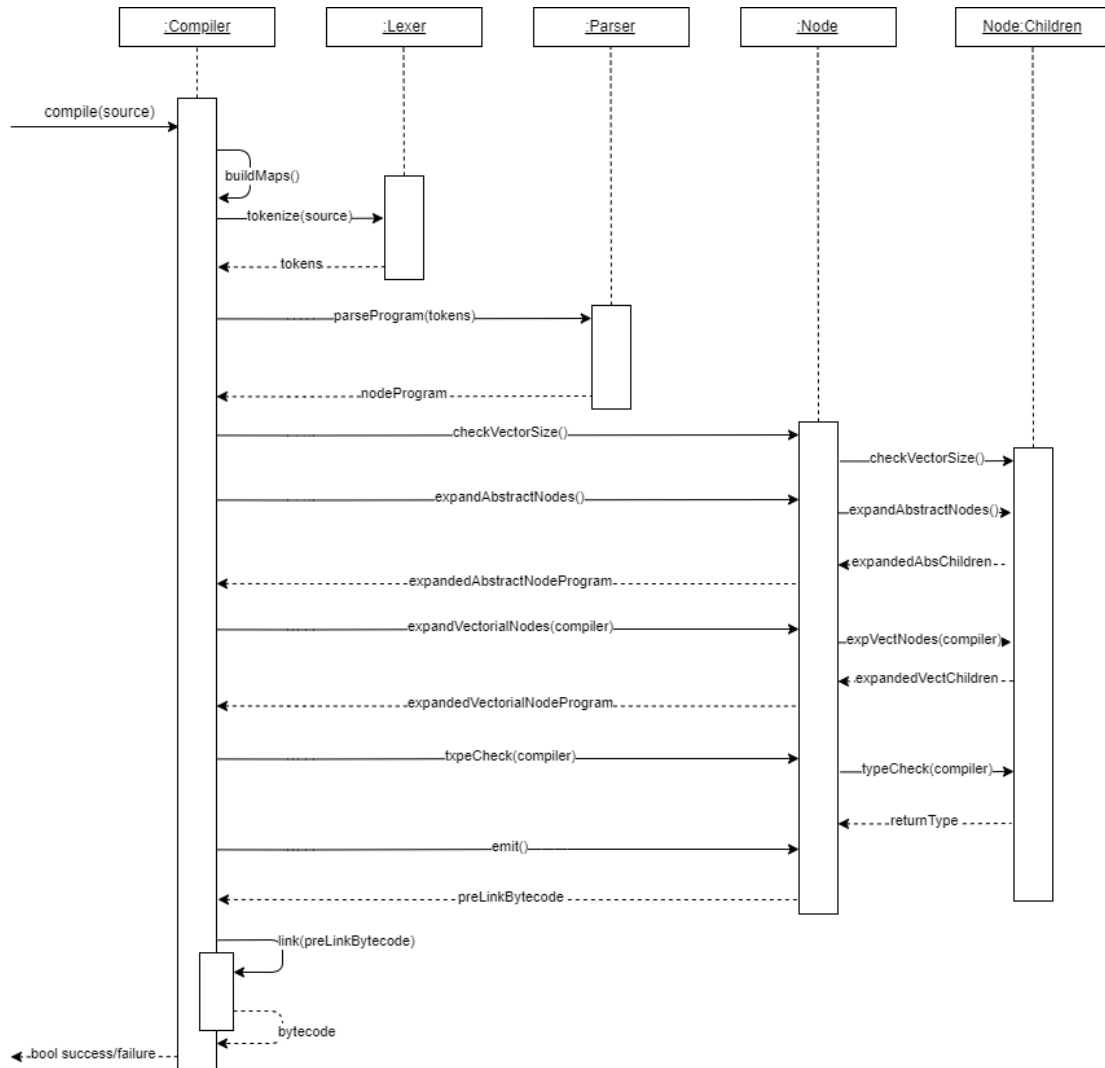 :Compiler
:Lexer
:Parser
:Node
Node:Children
compile(source)
buildMaps()
tokenize(source)
tokens
parseProgram(tokens)
nodeProgram
checkVectorSize()
checkVectorSize()
expandAbstractNodes()
expandAbstractNodes()
expandedAbsChildren
expandedAbstractNodeProgram
expandVectorialNodes(compiler)
expVectNodes(compiler)
expandedVectChildren
expandedVectorialNodeProgram
txpeCheck(compiler)
typeCheck(compiler)
returnType
emit()
preLinkBytecode
link(preLinkBytecode)
bytecode
bool success/failure